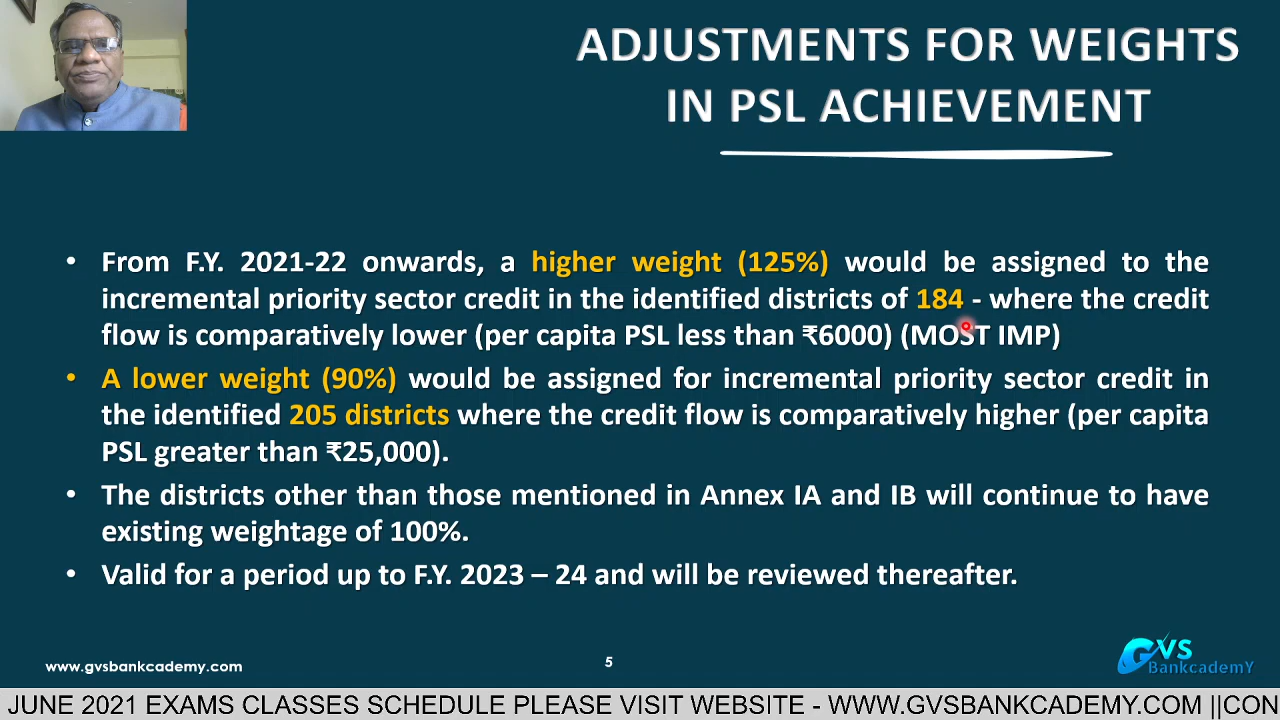 ADJUSTMENTS FOR WEIGHTS
IN PSL ACHIEVEMENT
• From F.Y. 2021-22 onwards, a higher weight (125%) would be assigned to the
incremental priority sector credit in the identified districts of 184 - where the credit
flow is comparatively lower (per capita PSL less than ₹6000) (MOST IMP)
• A lower weight (90%) would be assigned for incremental priority sector credit in
the identified 205 districts where the credit flow is comparatively higher (per capita
PSL greater than ₹25,000).
• The districts other than those mentioned in Annex IA and IB will continue to have
existing weightage of 100%.
• Valid for a period up to F.Y. 2023 – 24 and will be reviewed thereafter.
www.gvsbankcademy.com
5
GVS
BankcademY
JUNE 2021 EXAMS CLASSES SCHEDULE PLEASE VISIT WEBSITE - WWW.GVSBANKCADEMY.COM ||CON